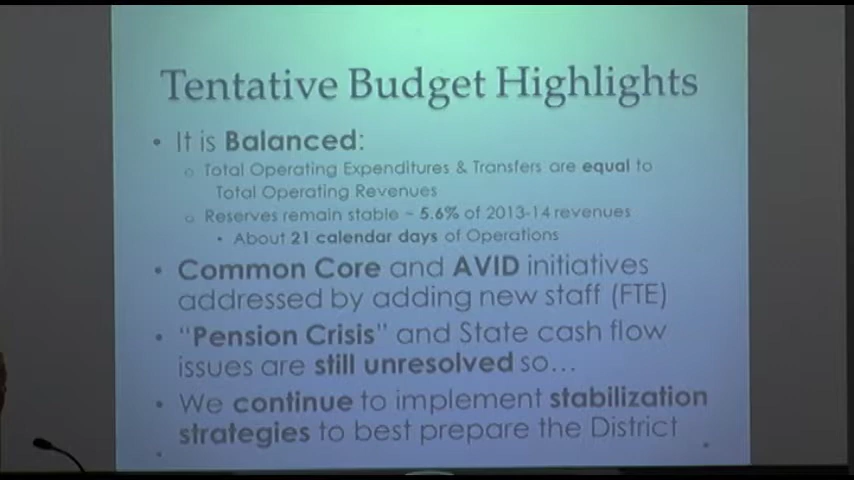 Tentative Budget Highlights
• It is Balanced:
o Total Operating Expenditures & Transfers are equal to
Total Operating Revenues
o Reserves remain stable ~ 5.6% of 2013-14 revenues
• About 21 calendar days of Operations
• Common Core and AVID initiatives
addressed by adding new staff (FTE)
• "Pension Crisis" and State cash flow
issues are still unresolved so…
• We continue to implement stabilization
strategies to best prepare the District